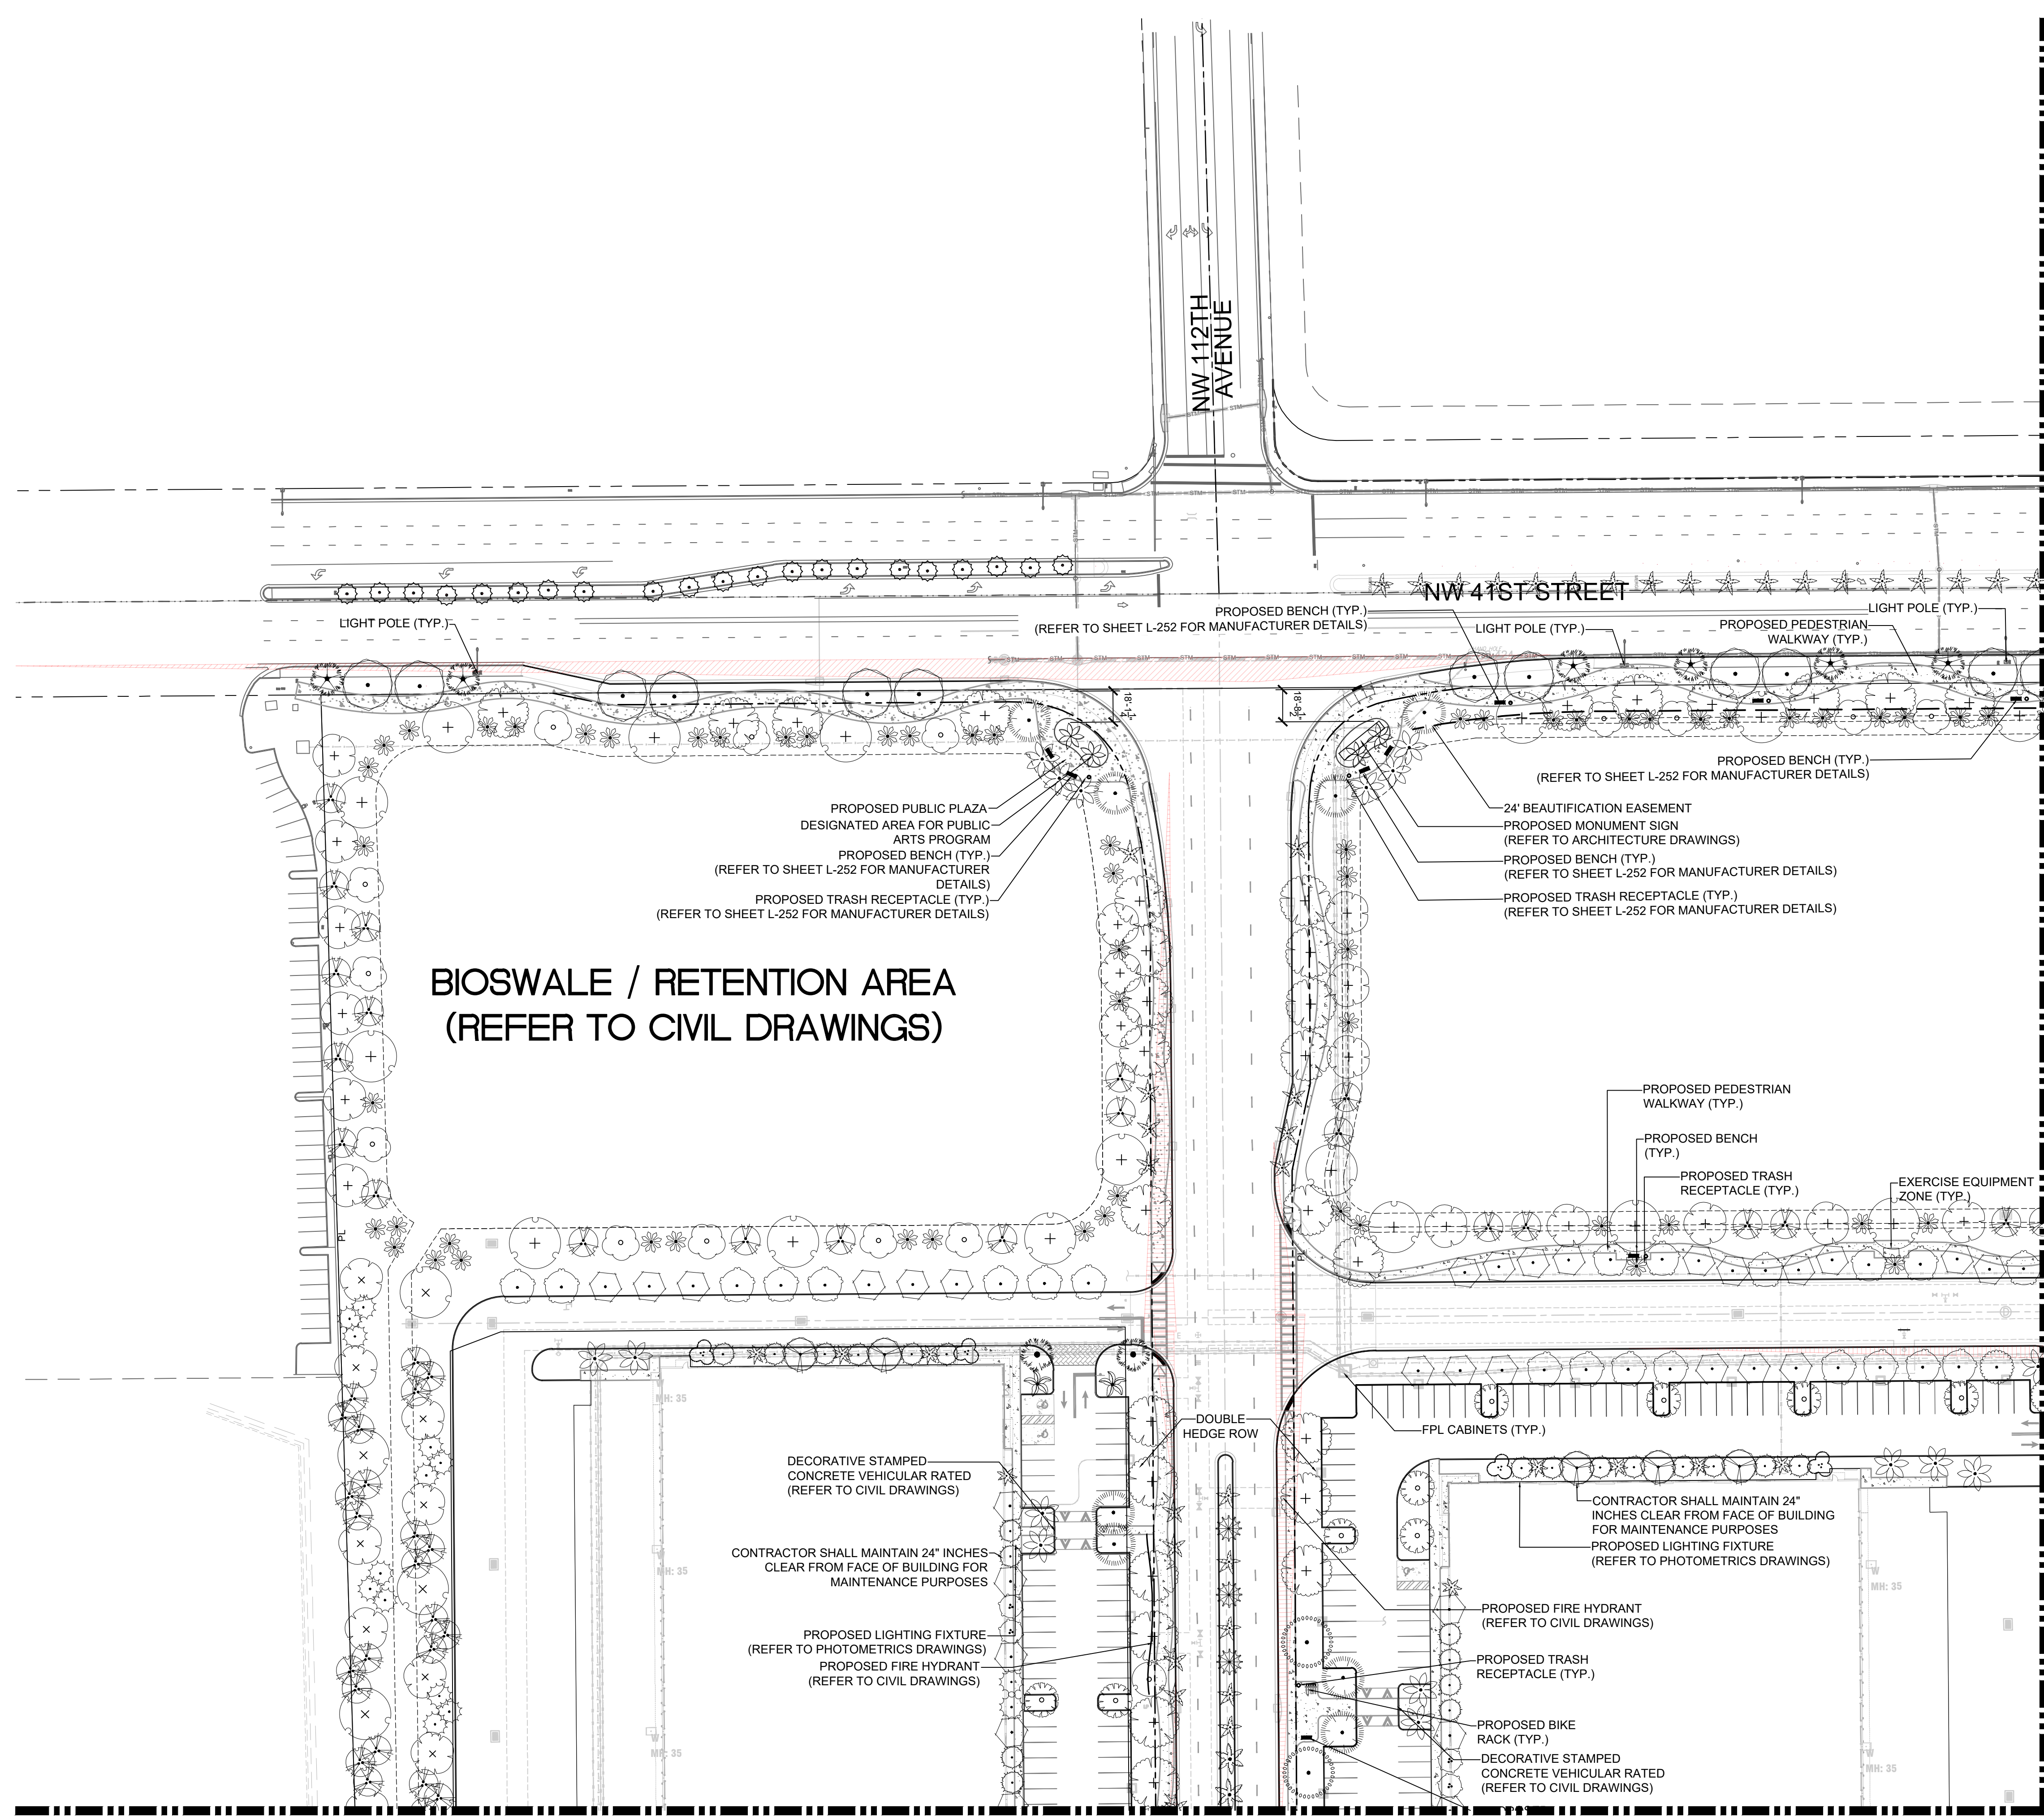 NW 112TH
AVENUE
STM
STM
NW 41ST STREET
PROPOSED BENCH (TYP.)
(REFER TO SHEET L-252 FOR MANUFACTURER DETAILS)
LIGHT POLE (TYP.)
LIGHT POLE (TYP.)
PROPOSED PEDESTRIAN
WALKWAY (TYP.)
LIGHT POLE (TYP.)
PROPOSED BENCH (TYP.)
(REFER TO SHEET L-252 FOR MANUFACTURER DETAILS)
PROPOSED PUBLIC PLAZA
DESIGNATED AREA FOR PUBLIC
ARTS PROGRAM
PROPOSED BENCH (TYP.)
(REFER TO SHEET L-252 FOR MANUFACTURER
DETAILS)
PROPOSED TRASH RECEPTACLE (TYP.)
(REFER TO SHEET L-252 FOR MANUFACTURER DETAILS)
24' BEAUTIFICATION EASEMENT
PROPOSED MONUMENT SIGN
(REFER TO ARCHITECTURE DRAWINGS)
PROPOSED BENCH (TYP.)
(REFER TO SHEET L-252 FOR MANUFACTURER DETAILS)
PROPOSED TRASH RECEPTACLE (TYP.)
(REFER TO SHEET L-252 FOR MANUFACTURER DETAILS)
BIOSWALE / RETENTION AREA
(REFER TO CIVIL DRAWINGS)
PROPOSED PEDESTRIAN
WALKWAY (TYP.)
PROPOSED BENCH
(TYP.)
PROPOSED TRASH
RECEPTACLE (TYP.)
EXERCISE EQUIPMENT
ZONE (TYP.)
PL
DOUBLE
HEDGE ROW
FPL CABINETS (TYP.)
DECORATIVE STAMPED
CONCRETE VEHICULAR RATED
(REFER TO CIVIL DRAWINGS)
CONTRACTOR SHALL MAINTAIN 24" INCHES
CLEAR FROM FACE OF BUILDING FOR
MAINTENANCE PURPOSES
PROPOSED LIGHTING FIXTURE
(REFER TO PHOTOMETRICS DRAWINGS)
PROPOSED FIRE HYDRANT
(REFER TO CIVIL DRAWINGS)
CONTRACTOR SHALL MAINTAIN 24"
INCHES CLEAR FROM FACE OF BUILDING
FOR MAINTENANCE PURPOSES
PROPOSED LIGHTING FIXTURE
(REFER TO PHOTOMETRICS DRAWINGS)
PROPOSED FIRE HYDRANT
(REFER TO CIVIL DRAWINGS)
PROPOSED TRASH
RECEPTACLE (TYP.)
PROPOSED BIKE
RACK (TYP.)
DECORATIVE STAMPED
CONCRETE VEHICULAR RATED
(REFER TO CIVIL DRAWINGS)
W
MH: 35
W
MH: 35
W
MH: 35
W
MH: 35
W
MH: 35